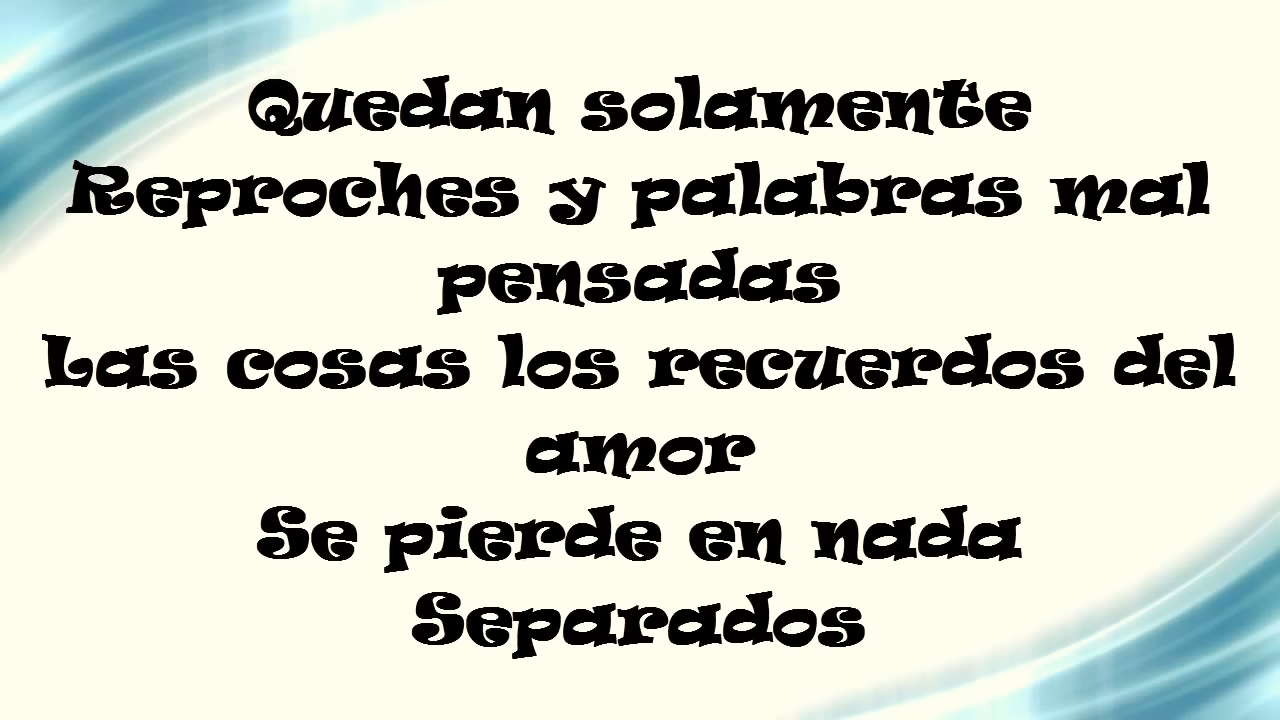 Quedan solamente
Reproches y palabras mal
pensadas
Las cosas los recuerdos del
amor
Se pierde en nada
Separados